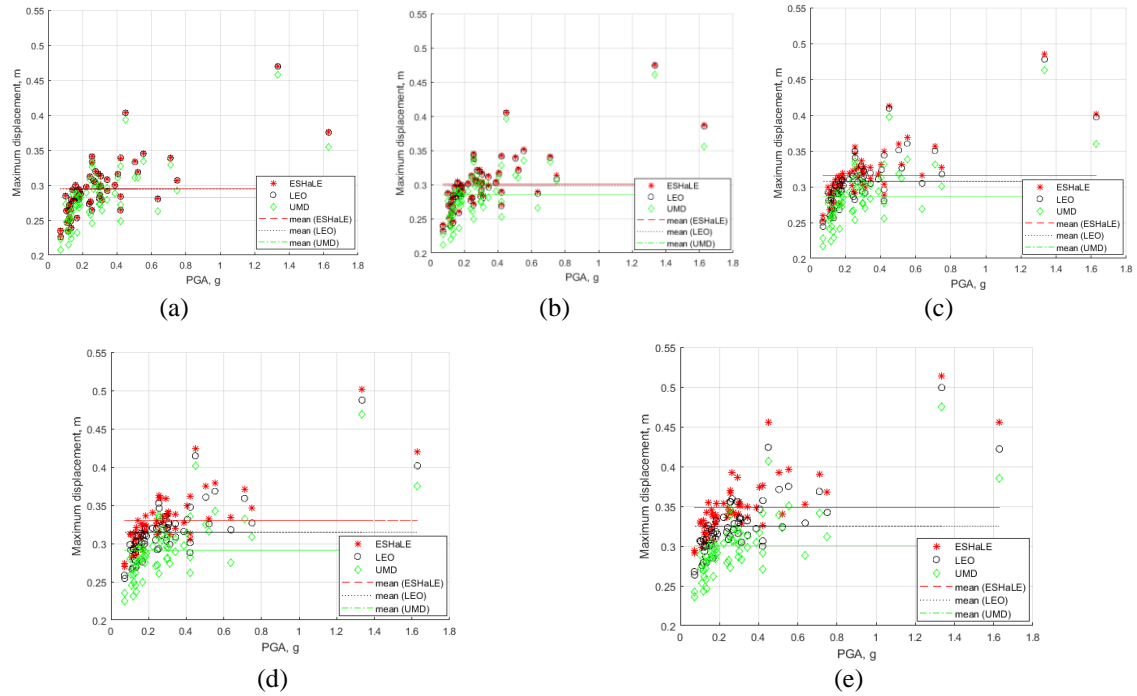 0.55
0.5
0.45
0.4
0.35
0.3
0.25
0.2
Maximum displacement, m
ESHaLE
LEO
UMD
mean (ESHaLE)
mean (LEO)
mean (UMD)
0 0.2 0.4 0.6 0.8 1 1.2 1.4 1.6 1.8
PGA, g
(a)
0.55
0.5
0.45
0.4
0.35
0.3
0.25
0.2
Maximum displacement, m
ESHaLE
LEO
UMD
mean (ESHaLE)
mean (LEO)
mean (UMD)
0 0.2 0.4 0.6 0.8 1 1.2 1.4 1.6 1.8
PGA, g
(b)
0.55
0.5
0.45
0.4
0.35
0.3
0.25
0.2
Maximum displacement, m
ESHaLE
LEO
UMD
mean (ESHaLE)
mean (LEO)
mean (UMD)
0 0.2 0.4 0.6 0.8 1 1.2 1.4 1.6 1.8
PGA, g
(c)
0.55
0.5
0.45
0.4
0.35
0.3
0.25
0.2
Maximum displacement, m
ESHaLE
LEO
UMD
mean (ESHaLE)
mean (LEO)
mean (UMD)
0 0.2 0.4 0.6 0.8 1 1.2 1.4 1.6 1.8
PGA, g
(d)
0.55
0.5
0.45
0.4
0.35
0.3
0.25
0.2
Maximum displacement, m
ESHaLE
LEO
UMD
mean (ESHaLE)
mean (LEO)
mean (UMD)
0 0.2 0.4 0.6 0.8 1 1.2 1.4 1.6 1.8
PGA, g
(e)